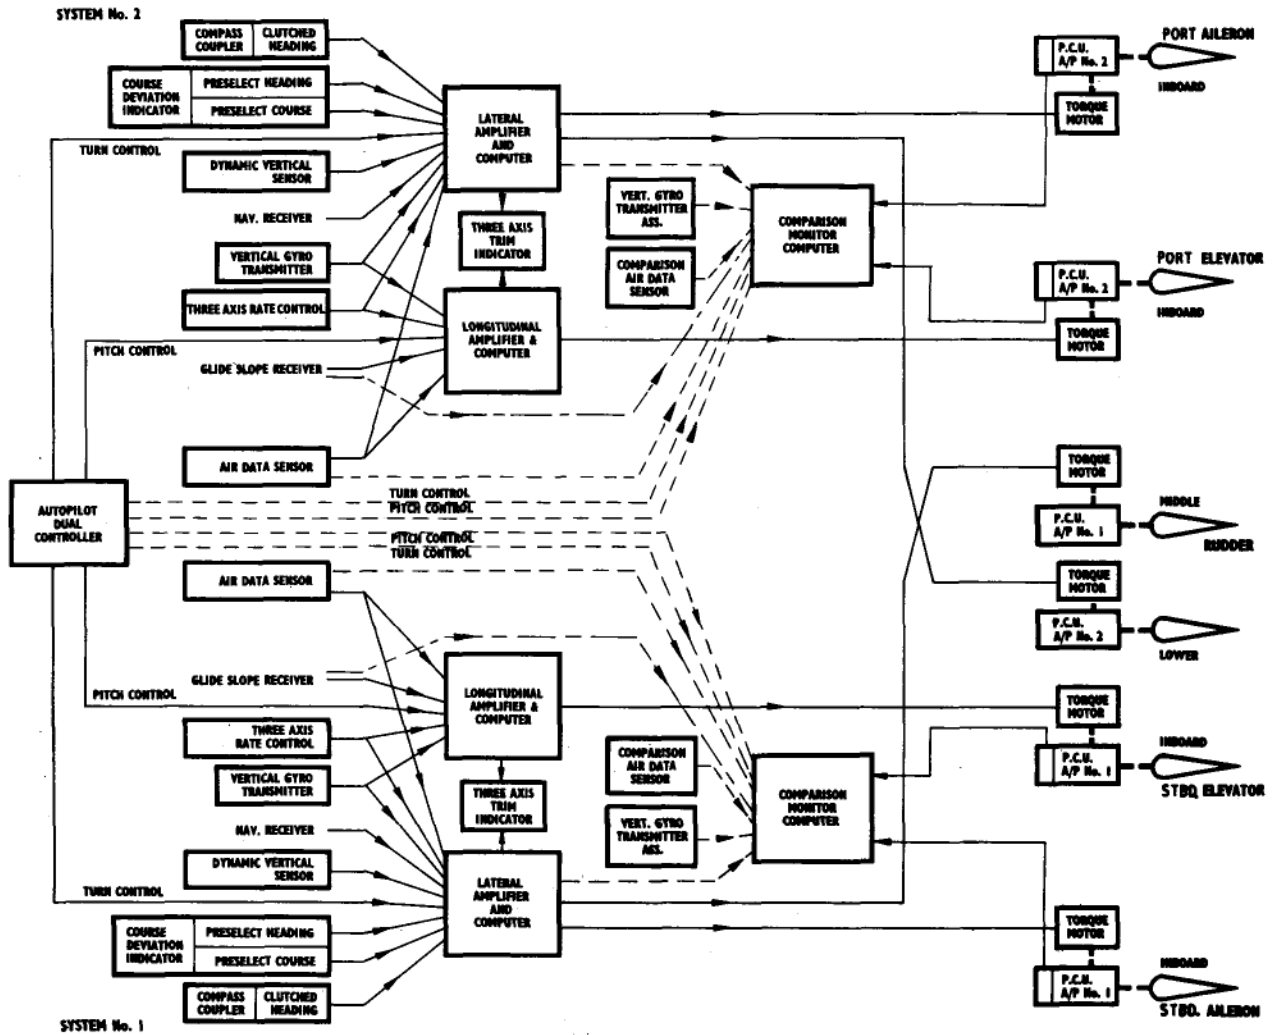 SYSTEM No. 2
COMPASS COUPLER
CLUTCHED HEADING
COURSE DEVIATION INDICATOR
PRESELECT HEADING
PRESELECT COURSE
TURN CONTROL
DYNAMIC VERTICAL SENSOR
NAV. RECEIVER
VERTICAL GYRO TRANSMITTER
THREE AXIS RATE CONTROL
PITCH CONTROL
GLIDE SLOPE RECEIVER
AIR DATA SENSOR
LATERAL AMPLIFIER AND COMPUTER
THREE AXIS TRIM INDICATOR
LONGITUDINAL AMPLIFIER & COMPUTER
VERT. GYRO TRANSMITTER ASS.
COMPARISON AIR DATA SENSOR
COMPARISON MONITOR COMPUTER
P.C.U. A/P No. 2
TORQUE MOTOR
PORT AILERON
INBOARD
P.C.U. A/P No. 2
TORQUE MOTOR
PORT ELEVATOR
INBOARD
AUTOPILOT DUAL CONTROLLER
TURN CONTROL
PITCH CONTROL
PITCH CONTROL
TURN CONTROL
TORQUE MOTOR
P.C.U. A/P No. 1
MIDDLE
RUDDER
TORQUE MOTOR
P.C.U. A/P No. 2
LOWER
AIR DATA SENSOR
GLIDE SLOPE RECEIVER
PITCH CONTROL
THREE AXIS RATE CONTROL
VERTICAL GYRO TRANSMITTER
NAV. RECEIVER
DYNAMIC VERTICAL SENSOR
TURN CONTROL
COURSE DEVIATION INDICATOR
PRESELECT HEADING
PRESELECT COURSE
COMPASS COUPLER
CLUTCHED HEADING
LONGITUDINAL AMPLIFIER & COMPUTER
THREE AXIS TRIM INDICATOR
LATERAL AMPLIFIER AND COMPUTER
COMPARISON AIR DATA SENSOR
VERT. GYRO TRANSMITTER ASS.
COMPARISON MONITOR COMPUTER
TORQUE MOTOR
P.C.U. A/P No. 1
INBOARD
STBD ELEVATOR
TORQUE MOTOR
P.C.U. A/P No. 1
INBOARD
STBD. AILERON
SYSTEM No. 1